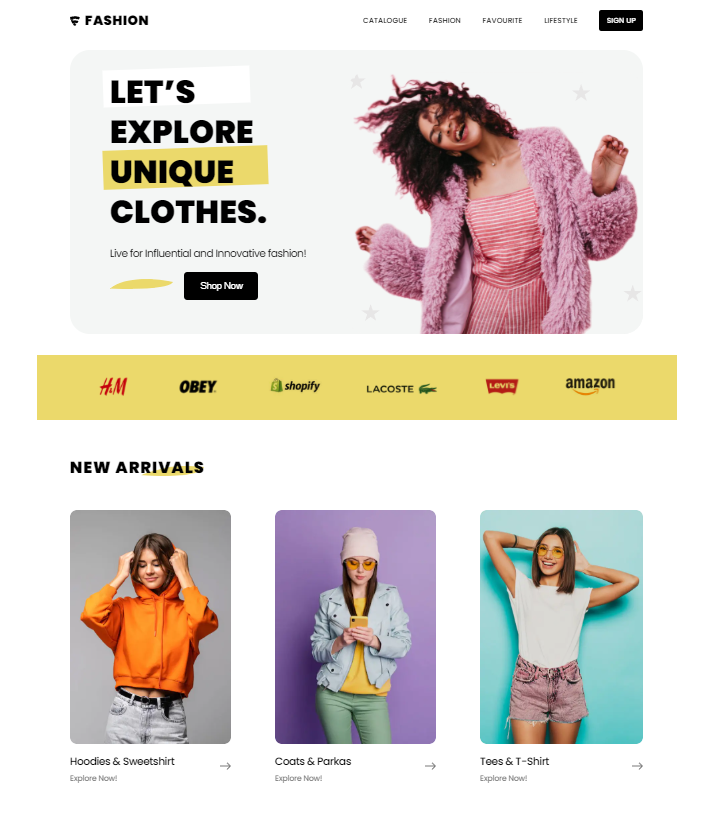 FASHION
CATALOGUE FASHION FAVOURITE LIFESTYLE SIGN UP
LET’S
EXPLORE
UNIQUE
CLOTHES.
Live for Influential and Innovative fashion!
Shop Now
H&M OBEY shopify LACOSTE Levi's amazon
NEW ARRIVALS
Hoodies & Sweetshirt
Explore Now!
Coats & Parkas
Explore Now!
Tees & T-Shirt
Explore Now!